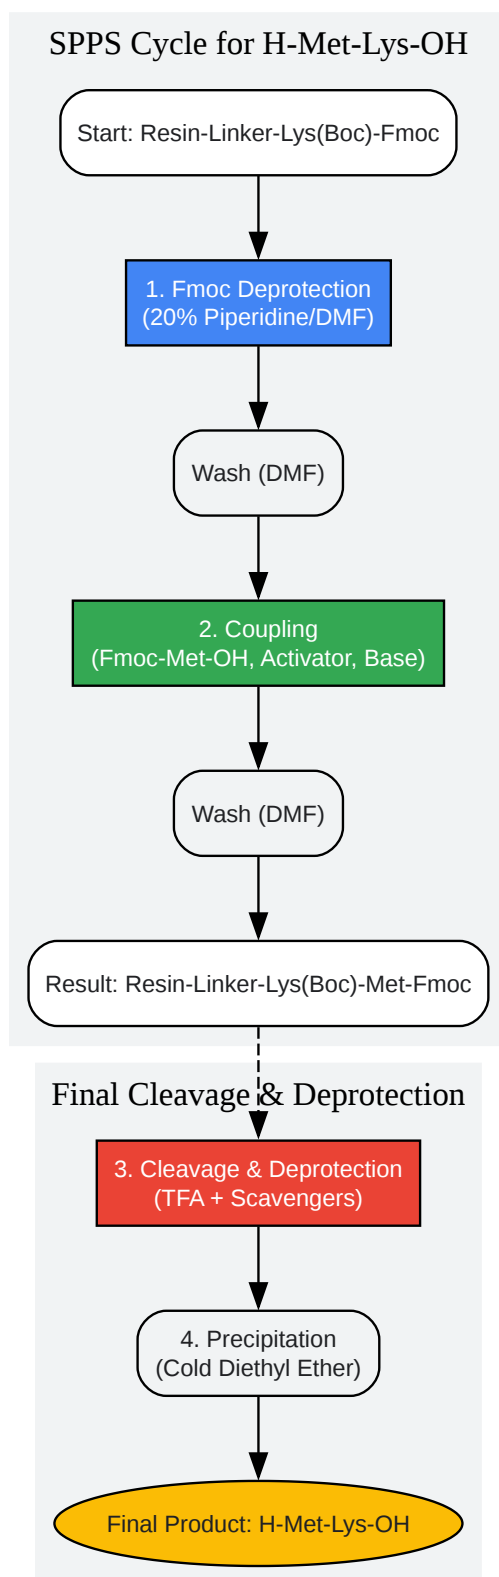 SPPS Cycle for H-Met-Lys-OH
Start: Resin-Linker-Lys(Boc)-Fmoc
1. Fmoc Deprotection
(20% Piperidine/DMF)
Wash (DMF)
2. Coupling
(Fmoc-Met-OH, Activator, Base)
Wash (DMF)
Result: Resin-Linker-Lys(Boc)-Met-Fmoc
Final Cleavage & Deprotection
3. Cleavage & Deprotection
(TFA + Scavengers)
4. Precipitation
(Cold Diethyl Ether)
Final Product: H-Met-Lys-OH